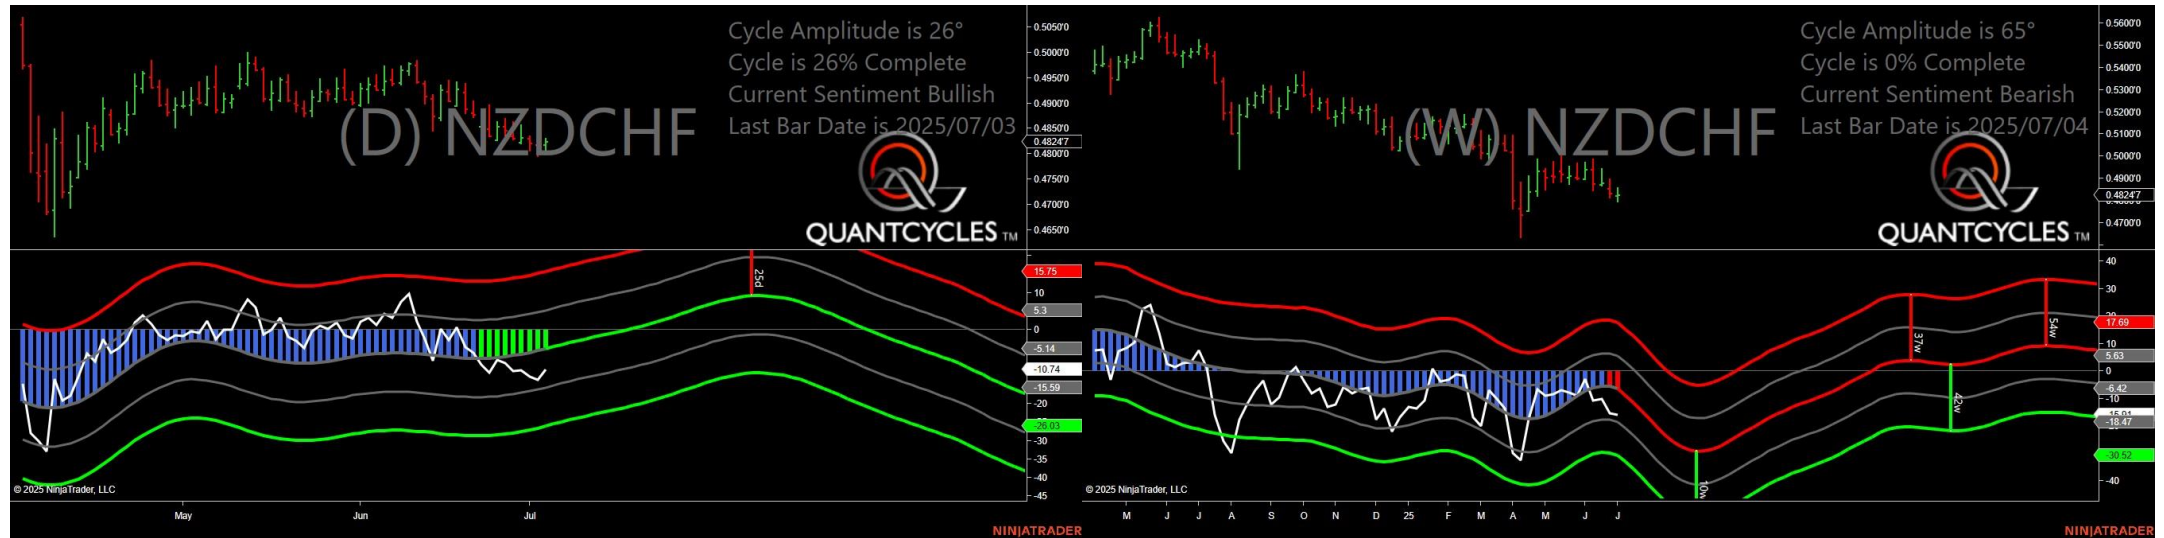 Cycle Amplitude is 26°
Cycle is 26% Complete
Current Sentiment Bullish
Last Bar Date is 2025/07/03
(D) NZDCHF
QUANTCYCLES TM
0.5050'0
0.5000'0
0.4950'0
0.4900'0
0.4850'0
0.4824'7
0.4800'0
0.4750'0
0.4700'0
0.4650'0
25d
15.75
10
5.3
0
-5.14
-10.74
-15.59
-20
-26.03
-30
-35
-40
-45
© 2025 NinjaTrader, LLC
May Jun Jul
NINJATRADER
Cycle Amplitude is 65°
Cycle is 0% Complete
Current Sentiment Bearish
Last Bar Date is 2025/07/04
(W) NZDCHF
QUANTCYCLES TM
0.5600'0
0.5500'0
0.5400'0
0.5300'0
0.5200'0
0.5100'0
0.5000'0
0.4900'0
0.4824'7
0.4700'0
37w
54w
42w
10w
40
30
17.69
10
5.63
0
-6.42
-10
-18.47
-30.52
-40
© 2025 NinjaTrader, LLC
M J J A S O N D 25 F M A M J J
NINJATRADER